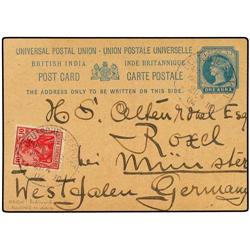 UNIVERSAL POSTAL UNION · UNION POSTALE UNIVERSELLE
BRITISH INDIA INDE BRITANNIQUE
POST CARD CARTE POSTALE
THE ADDRESS ONLY TO BE WRITTEN ON THIS SIDE.
ONE ANNA
H S. Esq
Roxel
bei Münster
Westfalen Germany
10